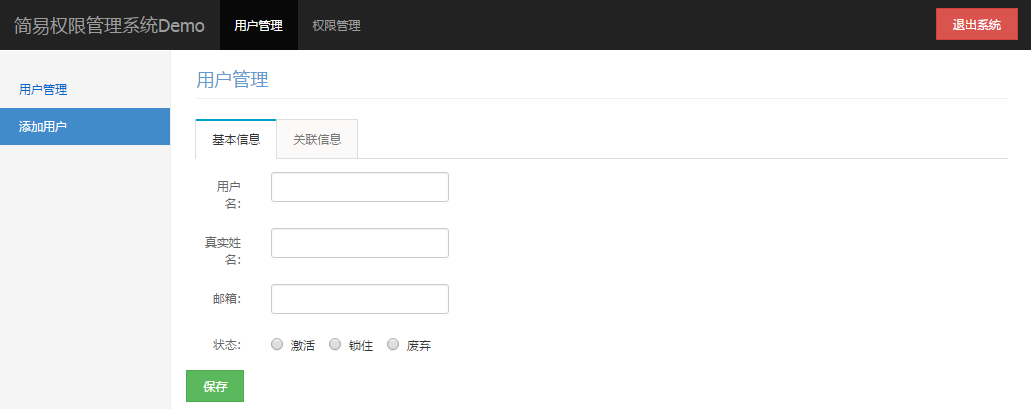 简易权限管理系统Demo 用户管理 权限管理 退出系统
用户管理
添加用户
用户管理
基本信息 关联信息
用户
名:
真实姓
名:
邮箱:
状态: 激活 锁住 废弃
保存